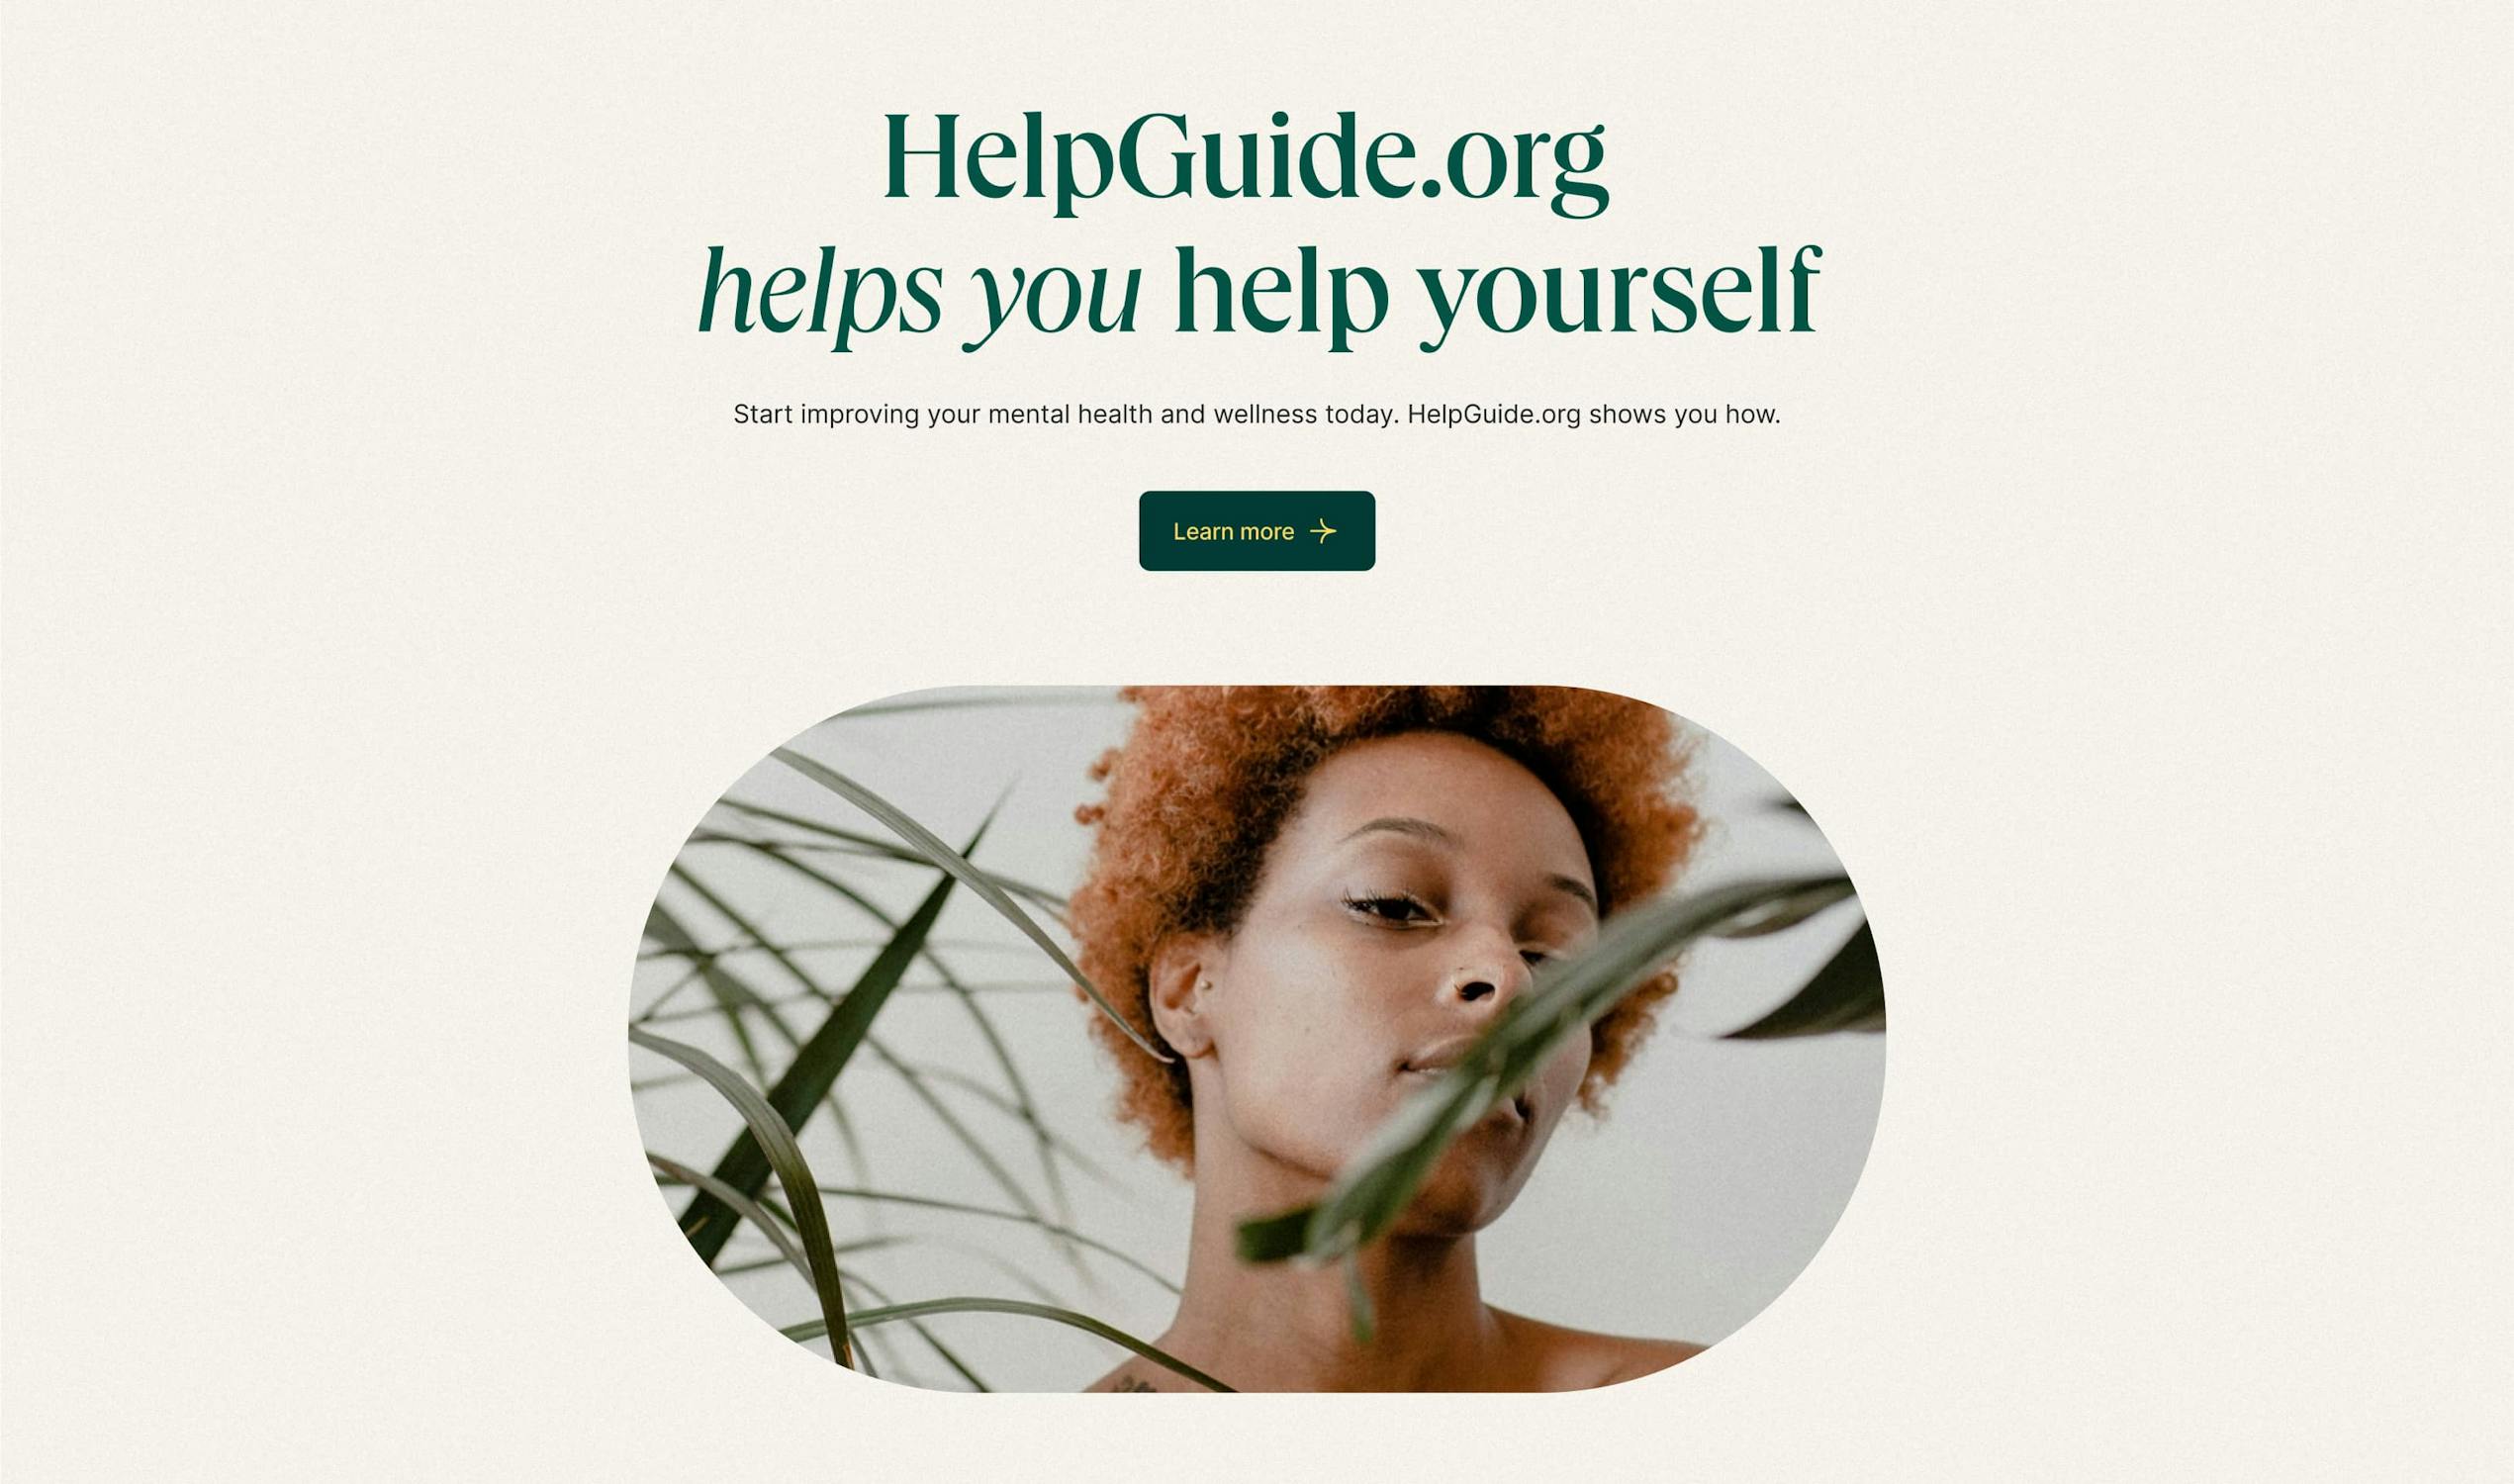 HelpGuide.org
helps you help yourself
Start improving your mental health and wellness today. HelpGuide.org shows you how.
Learn more